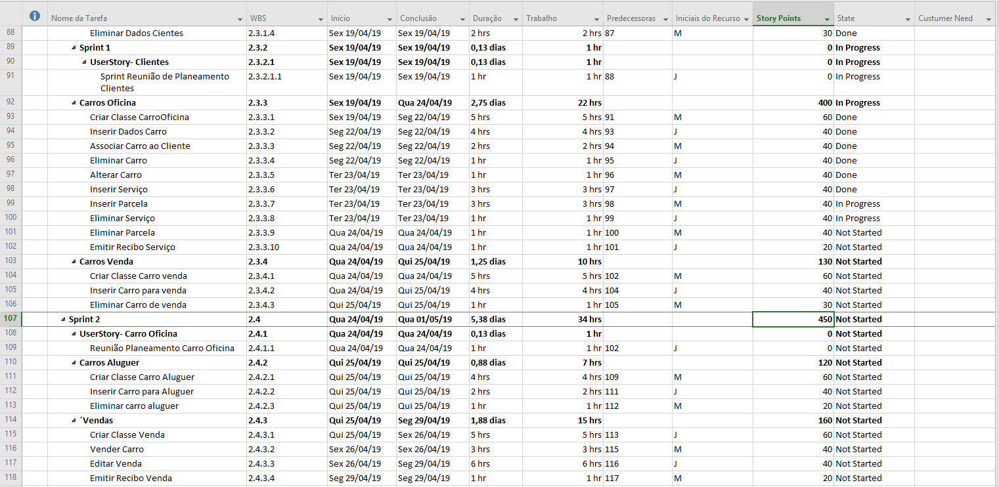 Nome da Tarefa WBS Início Conclusão Duração Trabalho Predecessoras Iniciais do Recurso Story Points State Custumer Need
88 Eliminar Dados Cientes 2.3.1.4 Sex 19/04/19 Sex 19/04/19 2 hrs 2 hrs 87 M 30 Done
89 Sprint 1 2.3.2 Sex 19/04/19 Sex 19/04/19 0,13 dias 1 hr 0 In Progress
90 UserStory- Clientes 2.3.2.1 Sex 19/04/19 Sex 19/04/19 0,13 dias 1 hr 0 In Progress
91 Sprint Reunião de Planeamento 2.3.2.1.1 Sex 19/04/19 Sex 19/04/19 1 hr 1 hr 88 J 0 In Progress
Clientes
92 Carros Oficina 2.3.3 Sex 19/04/19 Qua 24/04/19 2,75 dias 22 hrs 400 In Progress
93 Criar Classe CarroOficina 2.3.3.1 Sex 19/04/19 Seg 22/04/19 5 hrs 5 hrs 91 M 60 Done
94 Inserir Dados Carro 2.3.3.2 Seg 22/04/19 Seg 22/04/19 4 hrs 4 hrs 93 J 40 Done
95 Associar Carro ao Cliente 2.3.3.3 Seg 22/04/19 Seg 22/04/19 2 hrs 2 hrs 94 M 40 Done
96 Eliminar Carro 2.3.3.4 Seg 22/04/19 Seg 22/04/19 1 hr 1 hr 95 J 40 Done
97 Alterar Carro 2.3.3.5 Ter 23/04/19 Ter 23/04/19 1 hr 1 hr 96 M 40 Done
98 Inserir Serviço 2.3.3.6 Ter 23/04/19 Ter 23/04/19 3 hrs 3 hrs 97 J 40 Done
99 Inserir Parcela 2.3.3.7 Ter 23/04/19 Ter 23/04/19 3 hrs 3 hrs 98 M 40 In Progress
100 Eliminar Serviço 2.3.3.8 Ter 23/04/19 Ter 23/04/19 1 hr 1 hr 99 J 40 In Progress
101 Eliminar Parcela 2.3.3.9 Qua 24/04/19 Qua 24/04/19 1 hr 1 hr 100 M 40 Not Started
102 Emitir Recibo Serviço 2.3.3.10 Qua 24/04/19 Qua 24/04/19 1 hr 1 hr 101 J 20 Not Started
103 Carros Venda 2.3.4 Qua 24/04/19 Qui 25/04/19 1,25 dias 10 hrs 130 Not Started
104 Criar Classe Carro venda 2.3.4.1 Qua 24/04/19 Qua 24/04/19 5 hrs 5 hrs 102 M 60 Not Started
105 Inserir Carro para venda 2.3.4.2 Qua 24/04/19 Qui 25/04/19 4 hrs 4 hrs 104 J 40 Not Started
106 Eliminar Carro de venda 2.3.4.3 Qui 25/04/19 Qui 25/04/19 1 hr 1 hr 105 M 30 Not Started
107 Sprint 2 2.4 Qua 24/04/19 Qua 01/05/19 5,38 dias 34 hrs 450 Not Started
108 UserStory- Carro Oficina 2.4.1 Qua 24/04/19 Qua 24/04/19 0,13 dias 1 hr 0 Not Started
109 Reunião Planeamento Carro Oficina 2.4.1.1 Qua 24/04/19 Qua 24/04/19 1 hr 1 hr 102 J 0 Not Started
110 Carros Aluguer 2.4.2 Qui 25/04/19 Qui 25/04/19 0,88 dias 7 hrs 120 Not Started
111 Criar Classe Carro Aluguer 2.4.2.1 Qui 25/04/19 Qui 25/04/19 4 hrs 4 hrs 109 M 60 Not Started
112 Inserir Carro para Aluguer 2.4.2.2 Qui 25/04/19 Qui 25/04/19 2 hrs 2 hrs 111 J 40 Not Started
113 Eliminar carro aluguer 2.4.2.3 Qui 25/04/19 Qui 25/04/19 1 hr 1 hr 112 M 20 Not Started
114 ´Vendas 2.4.3 Qui 25/04/19 Seg 29/04/19 1,88 dias 15 hrs 160 Not Started
115 Criar Classe Venda 2.4.3.1 Qui 25/04/19 Sex 26/04/19 5 hrs 5 hrs 113 J 60 Not Started
116 Vender Carro 2.4.3.2 Sex 26/04/19 Sex 26/04/19 3 hrs 3 hrs 115 M 40 Not Started
117 Editar Venda 2.4.3.3 Sex 26/04/19 Seg 29/04/19 6 hrs 6 hrs 116 J 40 Not Started
118 Emitir Recibo Venda 2.4.3.4 Seg 29/04/19 Seg 29/04/19 1 hr 1 hr 117 M 20 Not Started